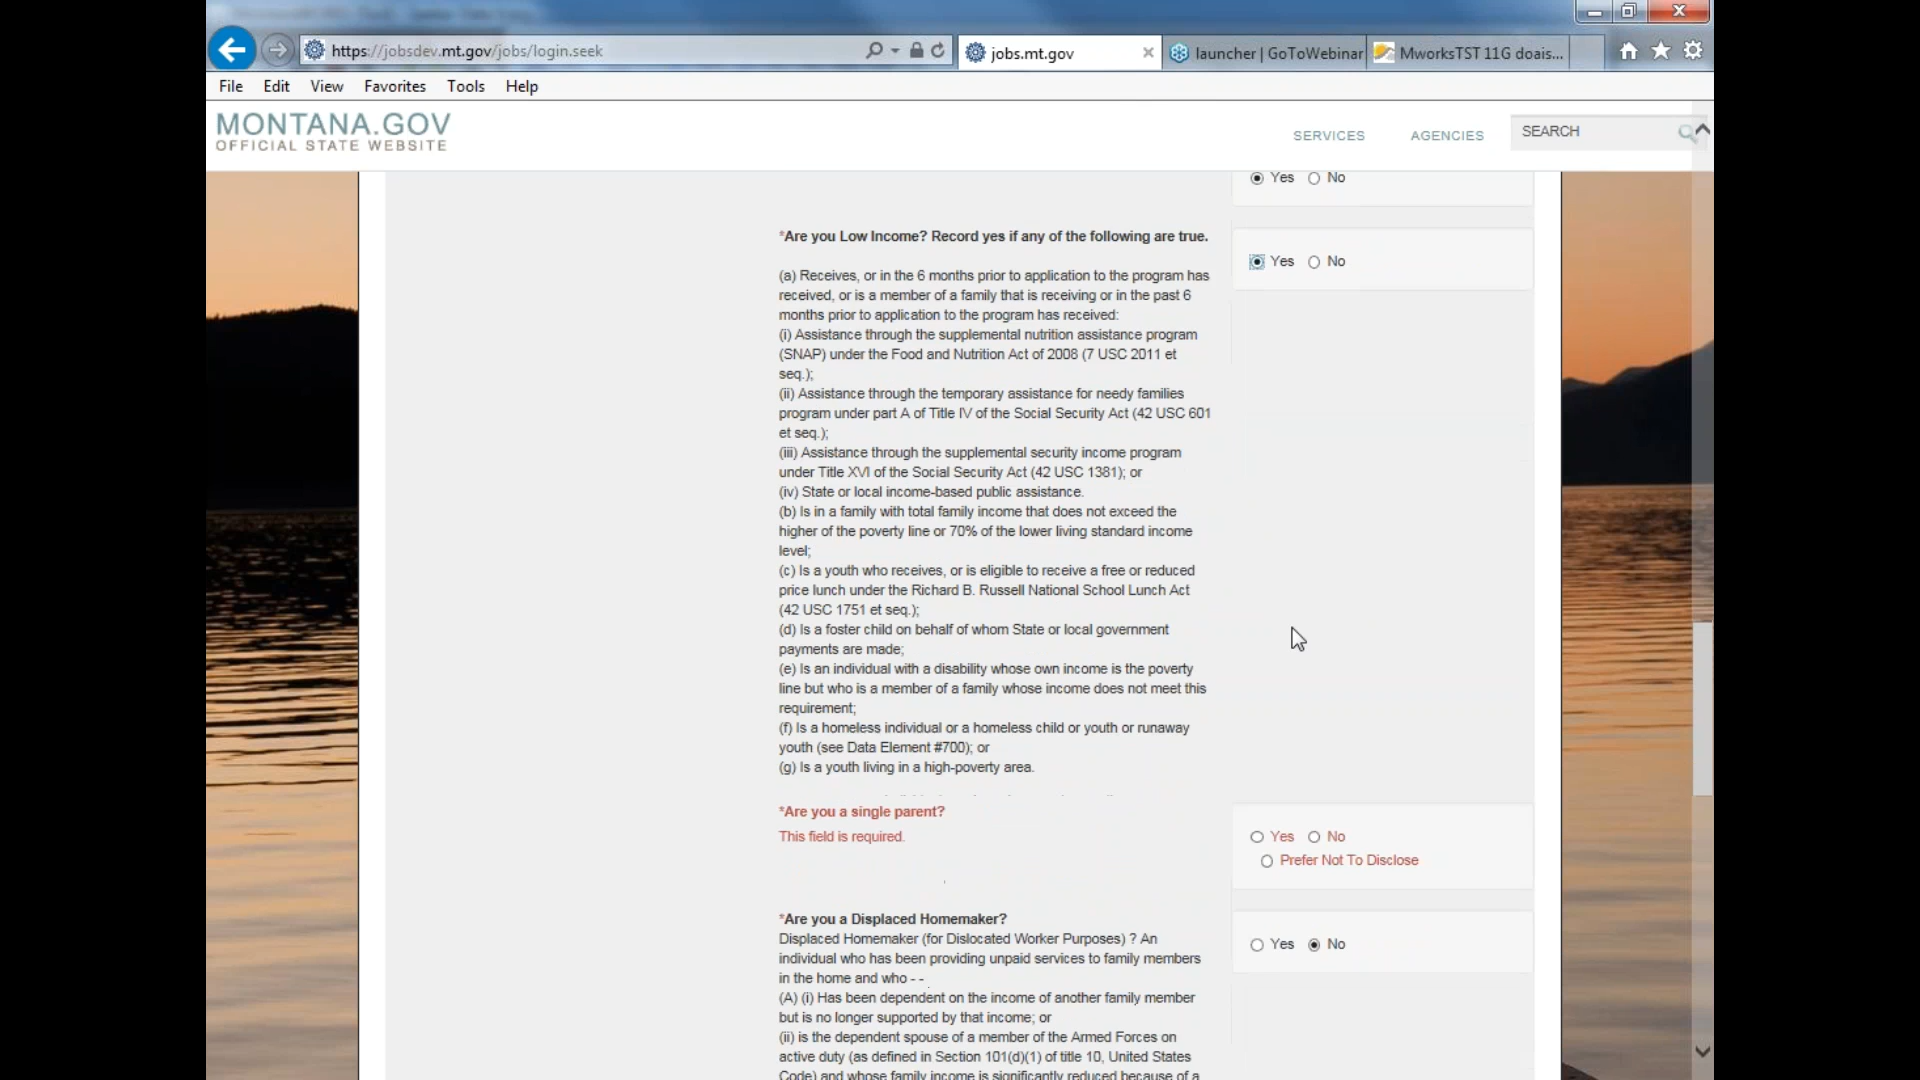 https://jobsdev.mt.gov/jobs/login.seek
jobs.mt.gov
launcher | GoToWebinar
MworksTST 11G doais...
File Edit View Favorites Tools Help
MONTANA.GOV
OFFICIAL STATE WEBSITE
SERVICES AGENCIES SEARCH
Yes No
*Are you Low Income? Record yes if any of the following are true.
Yes No
(a) Receives, or in the 6 months prior to application to the program has
received, or is a member of a family that is receiving or in the past 6
months prior to application to the program has received:
(i) Assistance through the supplemental nutrition assistance program
(SNAP) under the Food and Nutrition Act of 2008 (7 USC 2011 et
seq.);
(ii) Assistance through the temporary assistance for needy families
program under part A of Title IV of the Social Security Act (42 USC 601
et seq.);
(iii) Assistance through the supplemental security income program
under Title XVI of the Social Security Act (42 USC 1381); or
(iv) State or local income-based public assistance.
(b) Is in a family with total family income that does not exceed the
higher of the poverty line or 70% of the lower living standard income
level;
(c) Is a youth who receives, or is eligible to receive a free or reduced
price lunch under the Richard B. Russell National School Lunch Act
(42 USC 1751 et seq.);
(d) Is a foster child on behalf of whom State or local government
payments are made;
(e) Is an individual with a disability whose own income is the poverty
line but who is a member of a family whose income does not meet this
requirement;
(f) Is a homeless individual or a homeless child or youth or runaway
youth (see Data Element #700); or
(g) Is a youth living in a high-poverty area.
*Are you a single parent?
This field is required.
Yes No
Prefer Not To Disclose
*Are you a Displaced Homemaker?
Yes No
Displaced Homemaker (for Dislocated Worker Purposes) ? An
individual who has been providing unpaid services to family members
in the home and who - -
(A) (i) Has been dependent on the income of another family member
but is no longer supported by that income; or
(ii) is the dependent spouse of a member of the Armed Forces on
active duty (as defined in Section 101(d)(1) of title 10, United States
Code) and whose family income is significantly reduced because of a